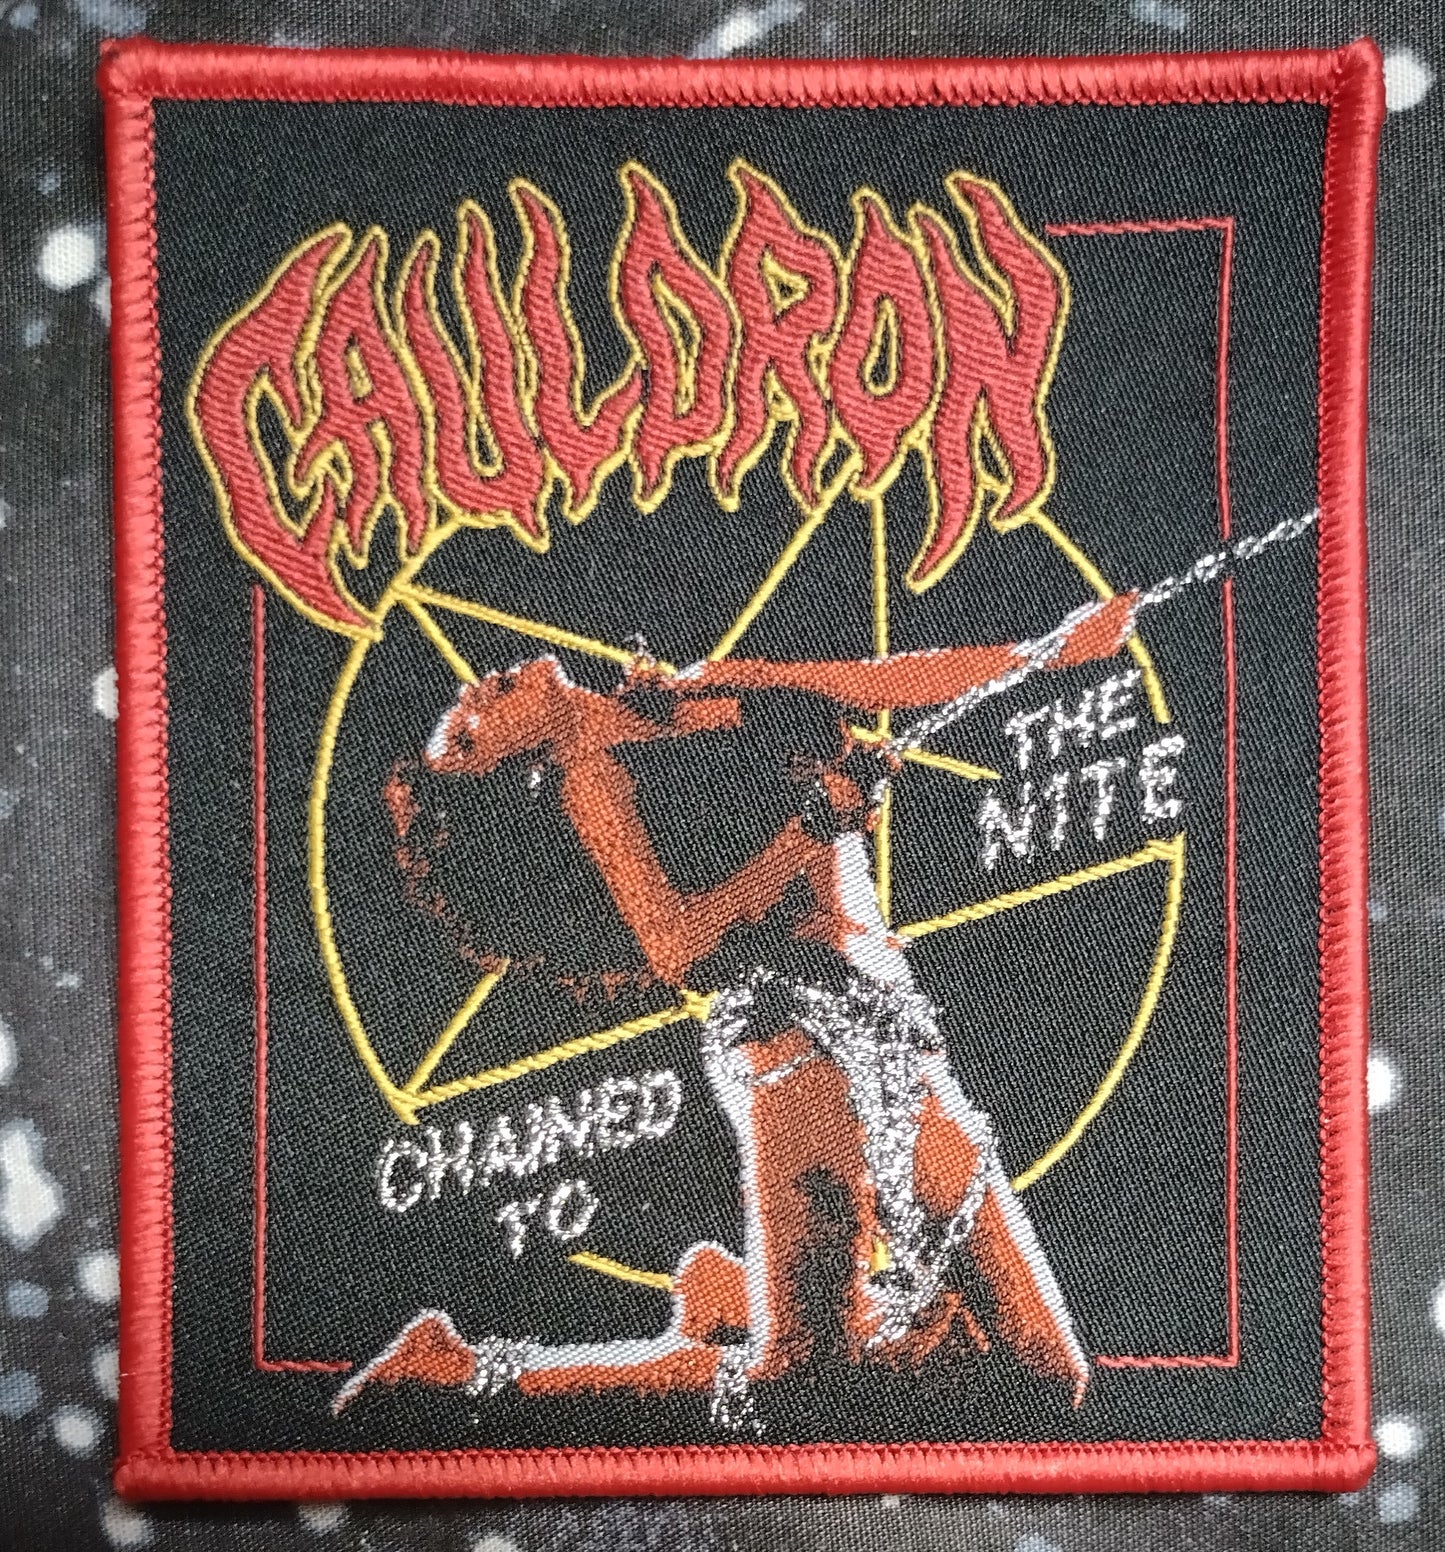 CAULDRON
CHAINED
TO
THE
NITE